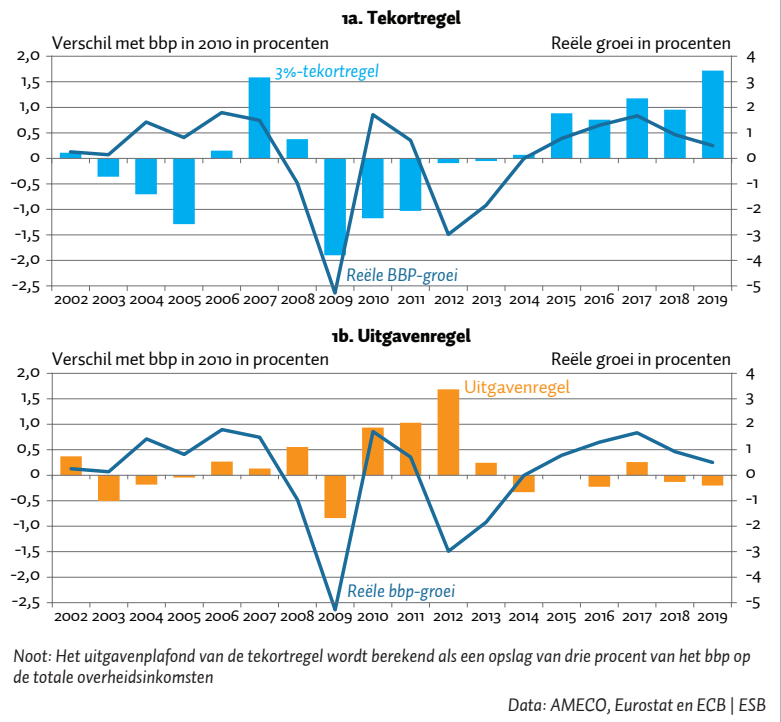 1a. Tekortregel
Verschil met bbp in 2010 in procenten Reële groei in procenten
2,0 4
3%-tekortregel
1,5 3
1,0 2
0,5 1
0 0
-0,5 -1
-1,0 -2
-1,5 -3
-2,0 -4
Reële BBP-groei
-2,5 -5
2002 2003 2004 2005 2006 2007 2008 2009 2010 2011 2012 2013 2014 2015 2016 2017 2018 2019
1b. Uitgavenregel
Verschil met bbp in 2010 in procenten Reële groei in procenten
2,0 4
Uitgavenregel
1,5 3
1,0 2
0,5 1
0 0
-0,5 -1
-1,0 -2
-1,5 -3
-2,0 -4
Reële bbp-groei
-2,5 -5
2002 2003 2004 2005 2006 2007 2008 2009 2010 2011 2012 2013 2014 2015 2016 2017 2018 2019
Noot: Het uitgavenplafond van de tekortregel wordt berekend als een opslag van drie procent van het bbp op
de totale overheidsinkomsten
Data: AMECO, Eurostat en ECB | ESB